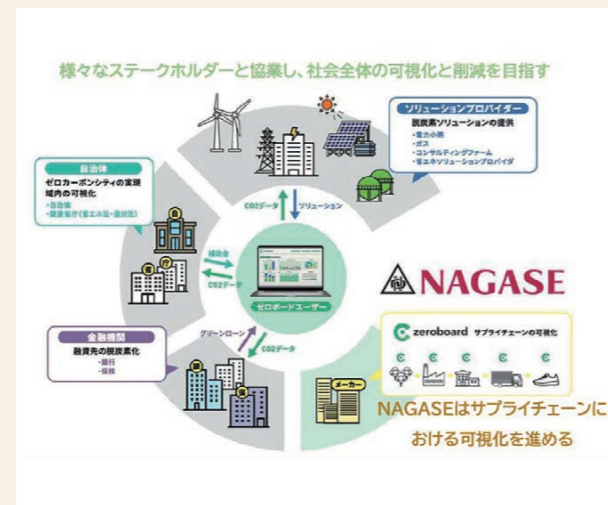 様々なステークホルダーと協業し、社会全体の可視化と削減を目指す
ソリューションプロバイダー
脱炭素ソリューションの提供
・電力小売
・ガス
・コンサルティングファーム
・省エネソリューションプロバイダ
自治体
ゼロカーボンシティの実現
域内の可視化
・自治体
CO2データ
ソリューション
補助金
CO2データ
ゼロボードユーザー
グリーンローン
CO2データ
金融機関
融資先の脱炭素化
・銀行
・保険
自
省
庁
銀
保
メーカー
NAGASE
zeroboard サプライチェーンの可視化
NAGASEはサプライチェーンに
おける可視化を進める